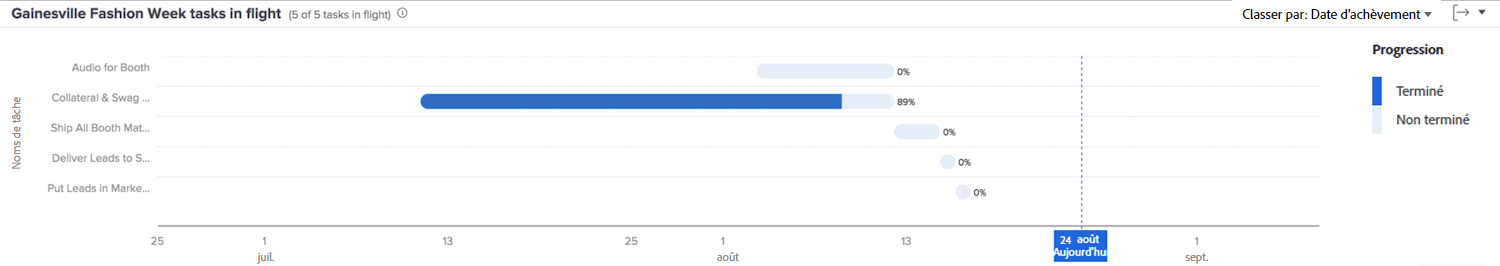 Gainesville Fashion Week tasks in flight (5 of 5 tasks in flight)
Classer par: Date d'achèvement
Progression
Terminé
Non terminé
Noms de tâche
Audio for Booth 0%
Collateral & Swag ... 89%
Ship All Booth Mat... 0%
Deliver Leads to S... 0%
Put Leads in Marke... 0%
25 1 13 25 1 13 24 août 1
juil. août Aujourd'hu sept.